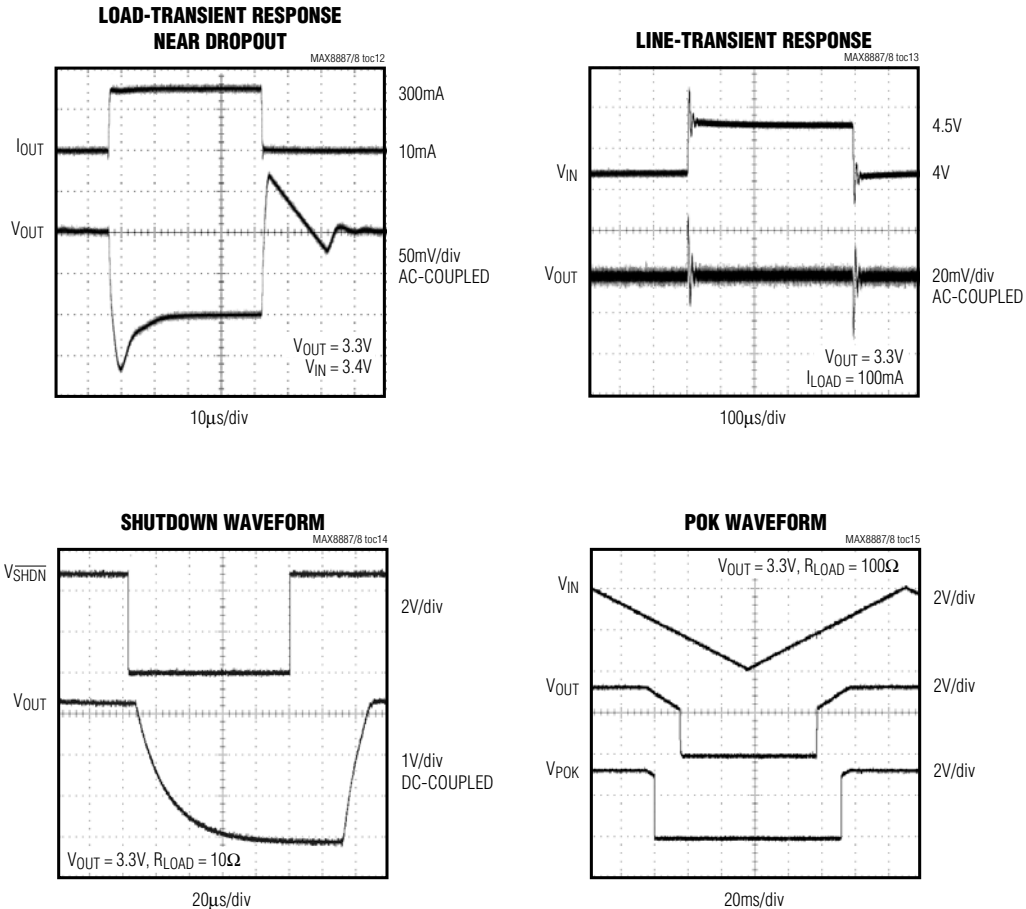 LOAD-TRANSIENT RESPONSE
NEAR DROPOUT
MAX8887/8 toc12
300mA
IOUT
10mA
VOUT
50mV/div
AC-COUPLED
VOUT = 3.3V
VIN = 3.4V
10μs/div
LINE-TRANSIENT RESPONSE
MAX8887/8 toc13
4.5V
VIN
4V
VOUT
20mV/div
AC-COUPLED
VOUT = 3.3V
ILOAD = 100mA
100μs/div
SHUTDOWN WAVEFORM
MAX8887/8 toc14
VS̅H̅D̅N̅
2V/div
VOUT
1V/div
DC-COUPLED
VOUT = 3.3V, RLOAD = 10Ω
20μs/div
POK WAVEFORM
MAX8887/8 toc15
VOUT = 3.3V, RLOAD = 100Ω
VIN
2V/div
VOUT
2V/div
VPOK
2V/div
20ms/div